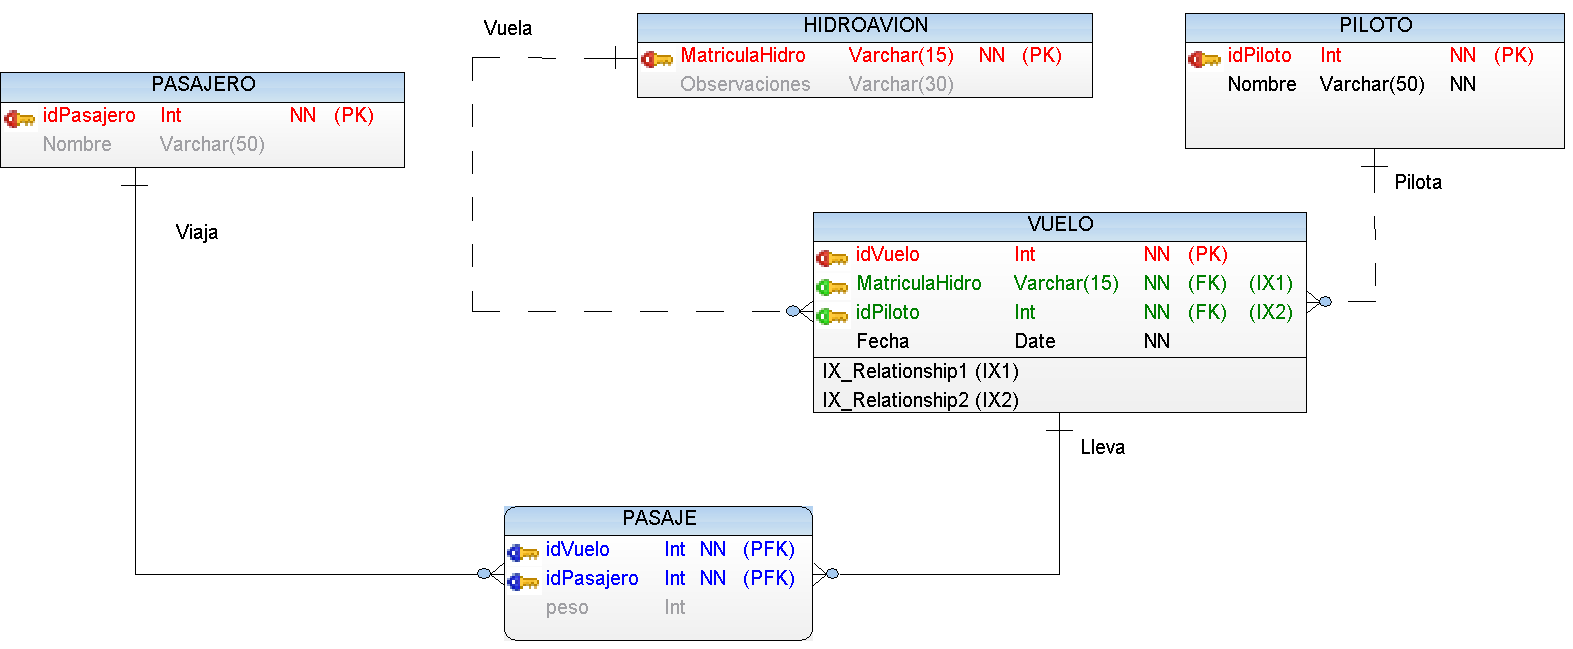 Vuela
HIDROAVION
MatriculaHidro Varchar(15) NN (PK)
Observaciones Varchar(30)
PILOTO
idPiloto Int NN (PK)
Nombre Varchar(50) NN
PASAJERO
idPasajero Int NN (PK)
Nombre Varchar(50)
Pilota
Viaja
VUELO
idVuelo Int NN (PK)
MatriculaHidro Varchar(15) NN (FK) (IX1)
idPiloto Int NN (FK) (IX2)
Fecha Date NN
IX_Relationship1 (IX1)
IX_Relationship2 (IX2)
Lleva
PASAJE
idVuelo Int NN (PFK)
idPasajero Int NN (PFK)
peso Int